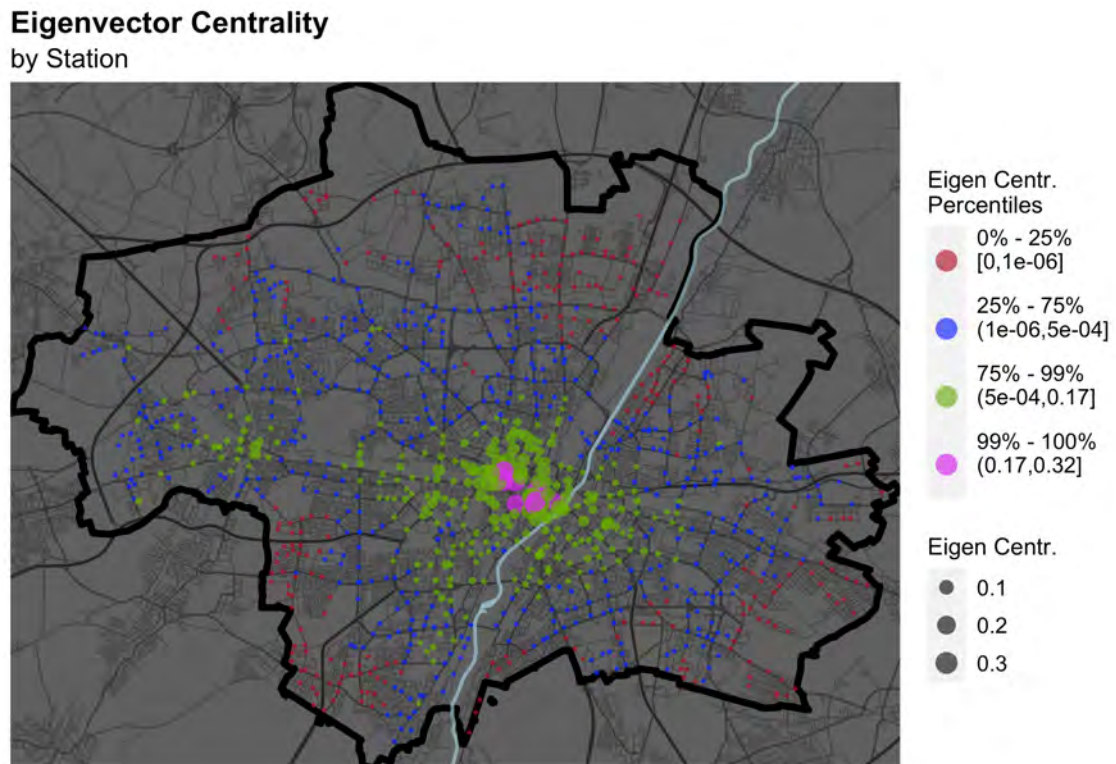 Eigenvector Centrality
by Station
Eigen Centr.
Percentiles
0% - 25%
[0,1e-06]
25% - 75%
(1e-06,5e-04]
75% - 99%
(5e-04,0.17]
99% - 100%
(0.17,0.32]
Eigen Centr.
0.1
0.2
0.3